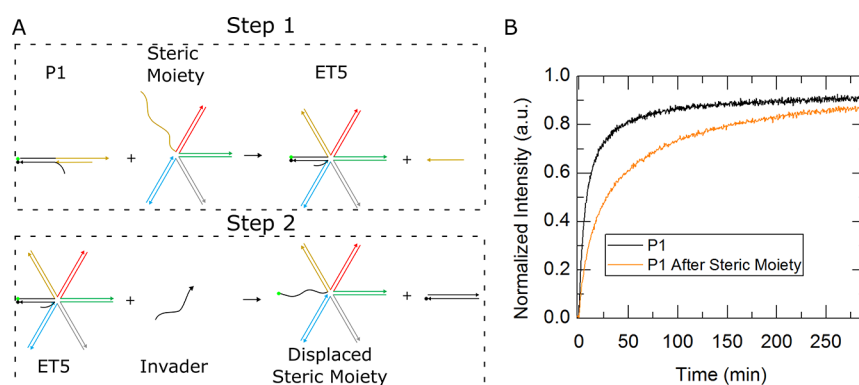 A
Step 1
P1
Steric
Moiety
ET5
+
+
Step 2
+
+
ET5
Invader
Displaced
Steric Moiety
B
Normalized Intensity (a.u.)
1.0
0.8
0.6
0.4
0.2
0.0
P1
P1 After Steric Moiety
0 50 100 150 200 250
Time (min)